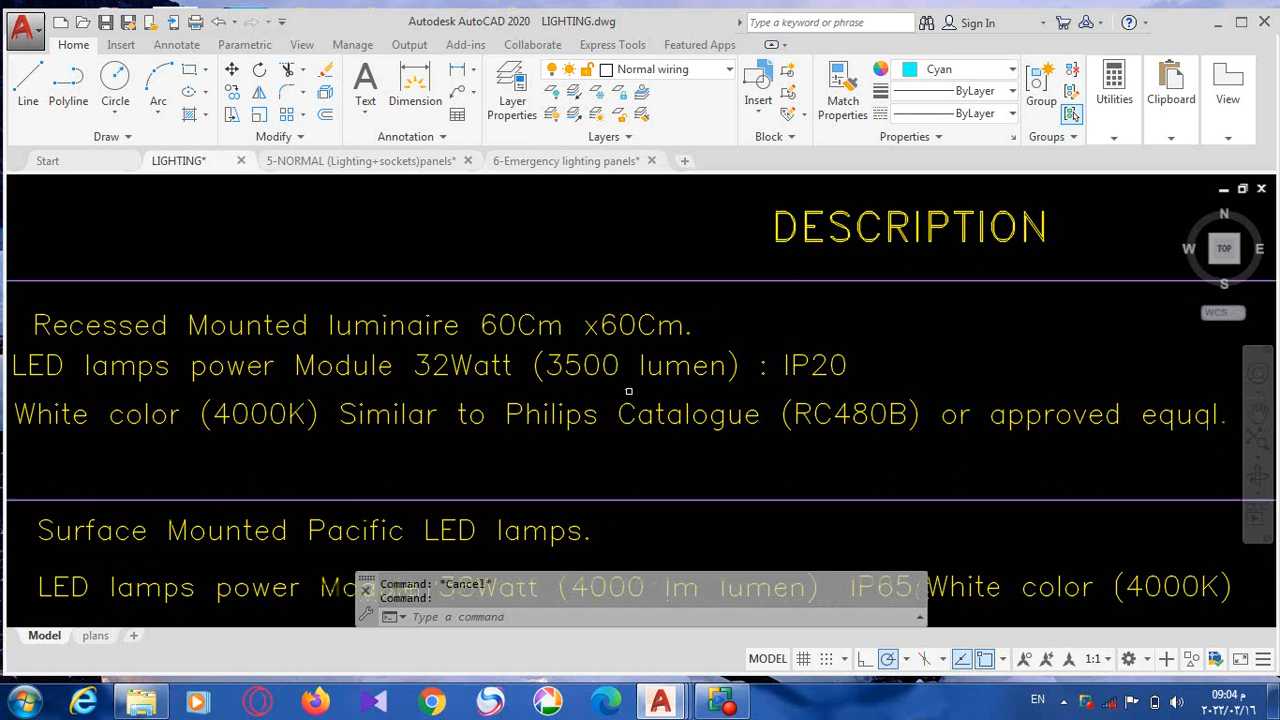 Autodesk AutoCAD 2020 LIGHTING.dwg
Type a keyword or phrase
Sign In
Home Insert Annotate Parametric View Manage Output Add-ins Collaborate Express Tools Featured Apps
Normal wiring
Cyan
ByLayer
ByLayer
Line Polyline Circle Arc
Text Dimension
Layer Properties
Insert
Match Properties
Group
Utilities
Clipboard
View
Draw Modify Annotation Layers Block Properties Groups
Start LIGHTING* 5-NORMAL (Lighting+sockets)panels* 6-Emergency lighting panels*
DESCRIPTION
N
W TOP E
S
WCS
Recessed Mounted luminaire 60Cm x60Cm.
LED lamps power Module 32Watt (3500 lumen) : IP20
White color (4000K) Similar to Philips Catalogue (RC480B) or approved equql.
Surface Mounted Pacific LED lamps.
LED lamps power Module 38Watt (4000 lm lumen) IP65 White color (4000K)
Command: *Cancel*
Command:
Type a command
Model plans
MODEL 1:1
EN
09:04 م
٢٠٢٢/٠٣/١٦